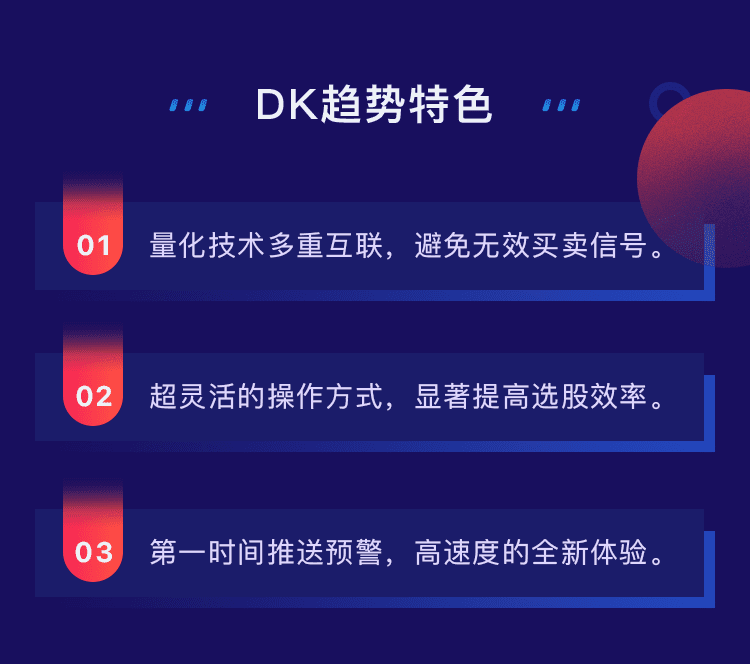 DK趋势特色
01 量化技术多重互联，避免无效买卖信号。
02 超灵活的操作方式，显著提高选股效率。
03 第一时间推送预警，高速度的全新体验。